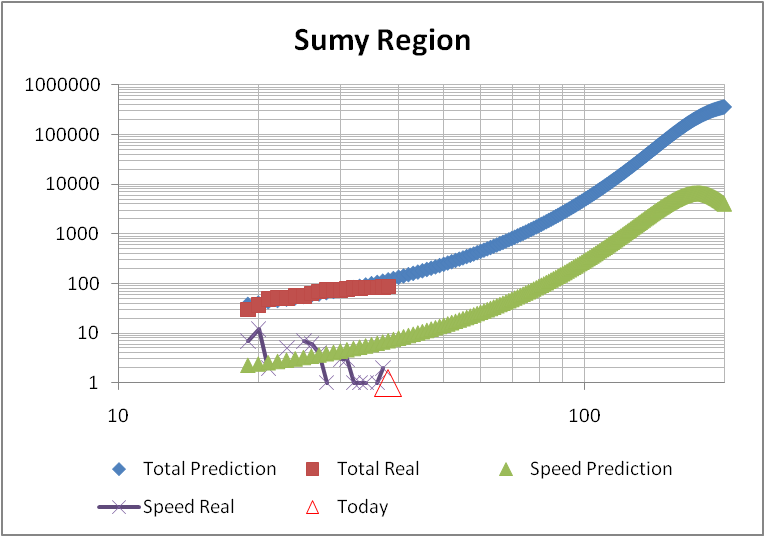 Sumy Region
1000000
100000
10000
1000
100
10
1
10 100
Total Prediction Total Real Speed Prediction
Speed Real Today